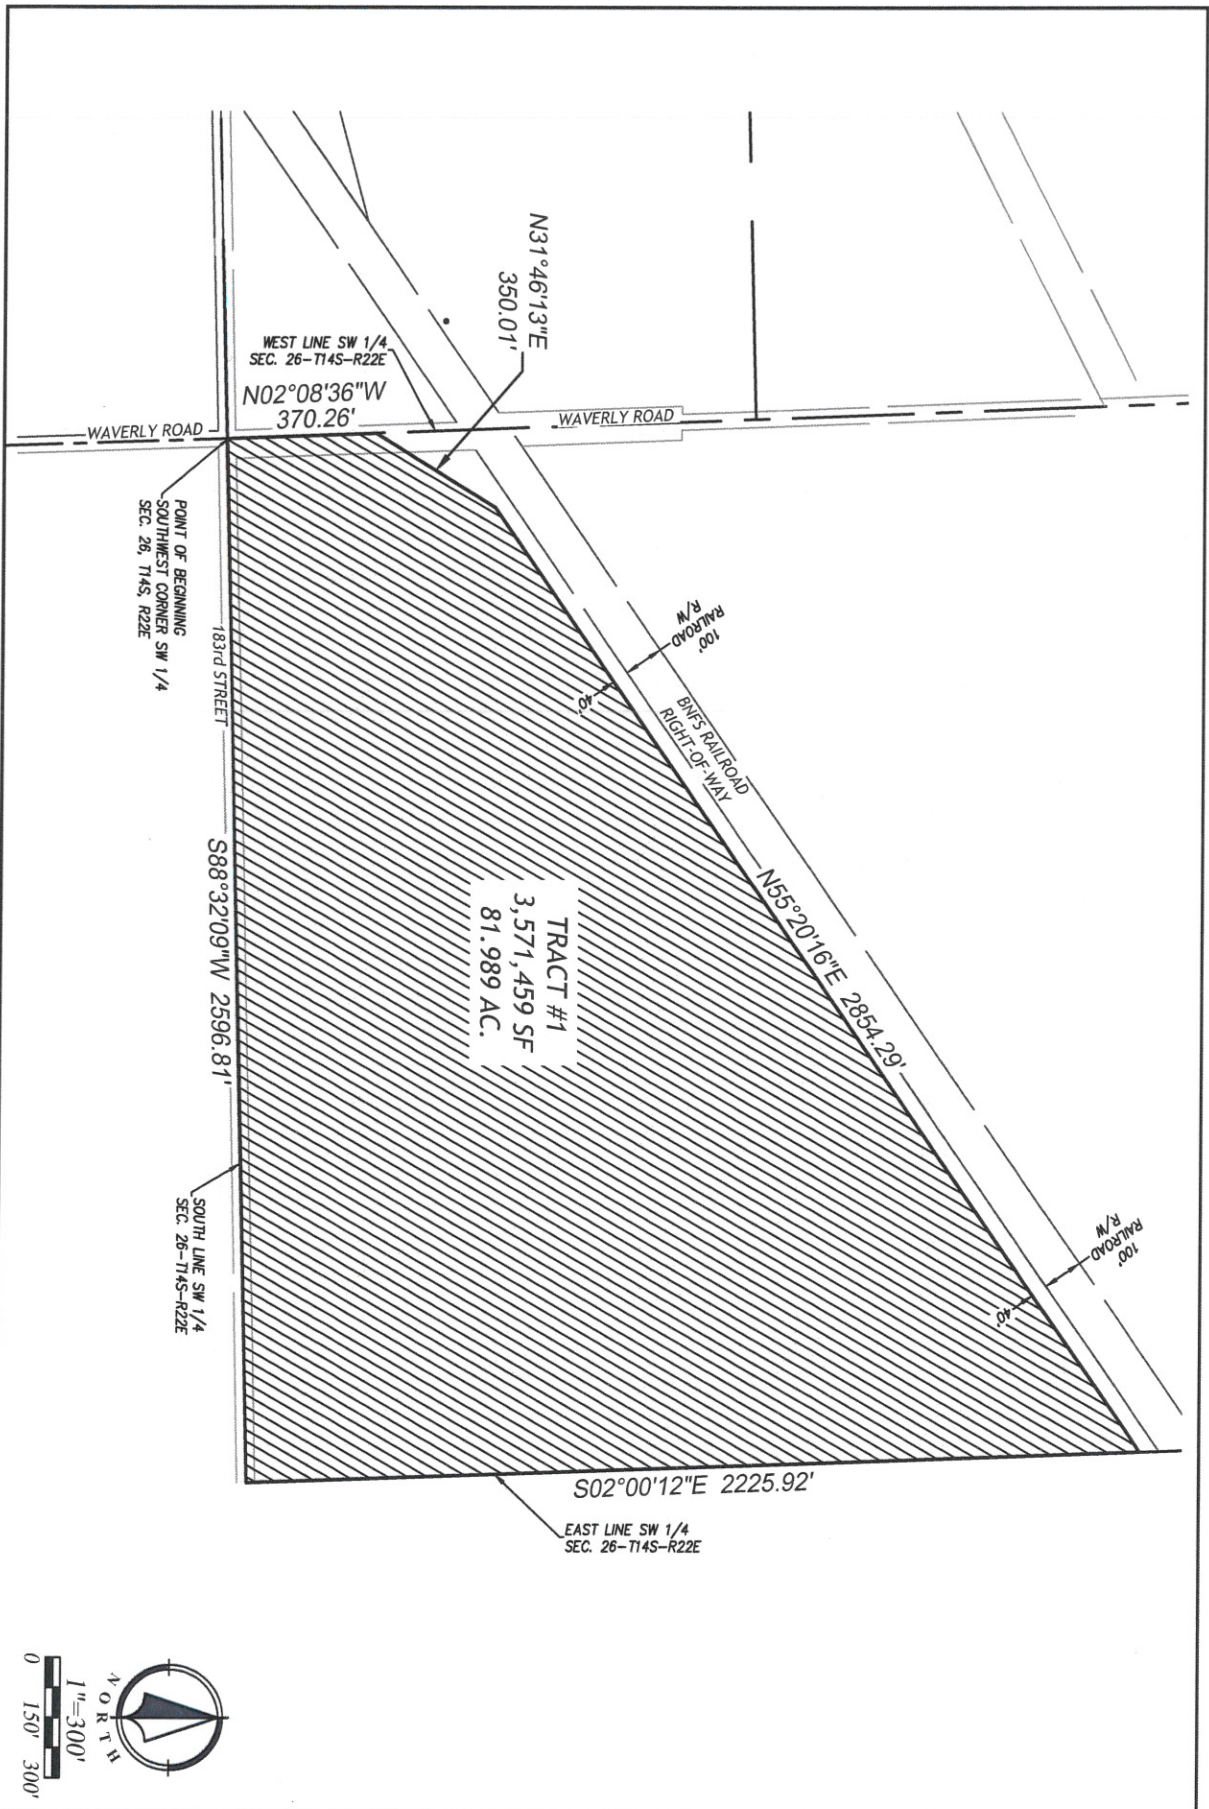 N31°46'13"E
350.01'
WEST LINE SW 1/4
SEC. 26-T14S-R22E
N02°08'36"W
370.26'
WAVERLY ROAD
WAVERLY ROAD
POINT OF BEGINNING
SOUTHWEST CORNER SW 1/4
SEC. 26, T14S, R22E
183rd STREET
S88°32'09"W 2596.81'
SOUTH LINE SW 1/4
SEC. 26-T14S-R22E
100'
RAILROAD
R/W
40'
BNFS RAILROAD
RIGHT-OF-WAY
N55°20'16"E 2854.29'
TRACT #1
3,571,459 SF
81.989 AC.
100'
RAILROAD
R/W
40'
S02°00'12"E 2225.92'
EAST LINE SW 1/4
SEC. 26-T14S-R22E
NORTH
1"=300'
0 150' 300'